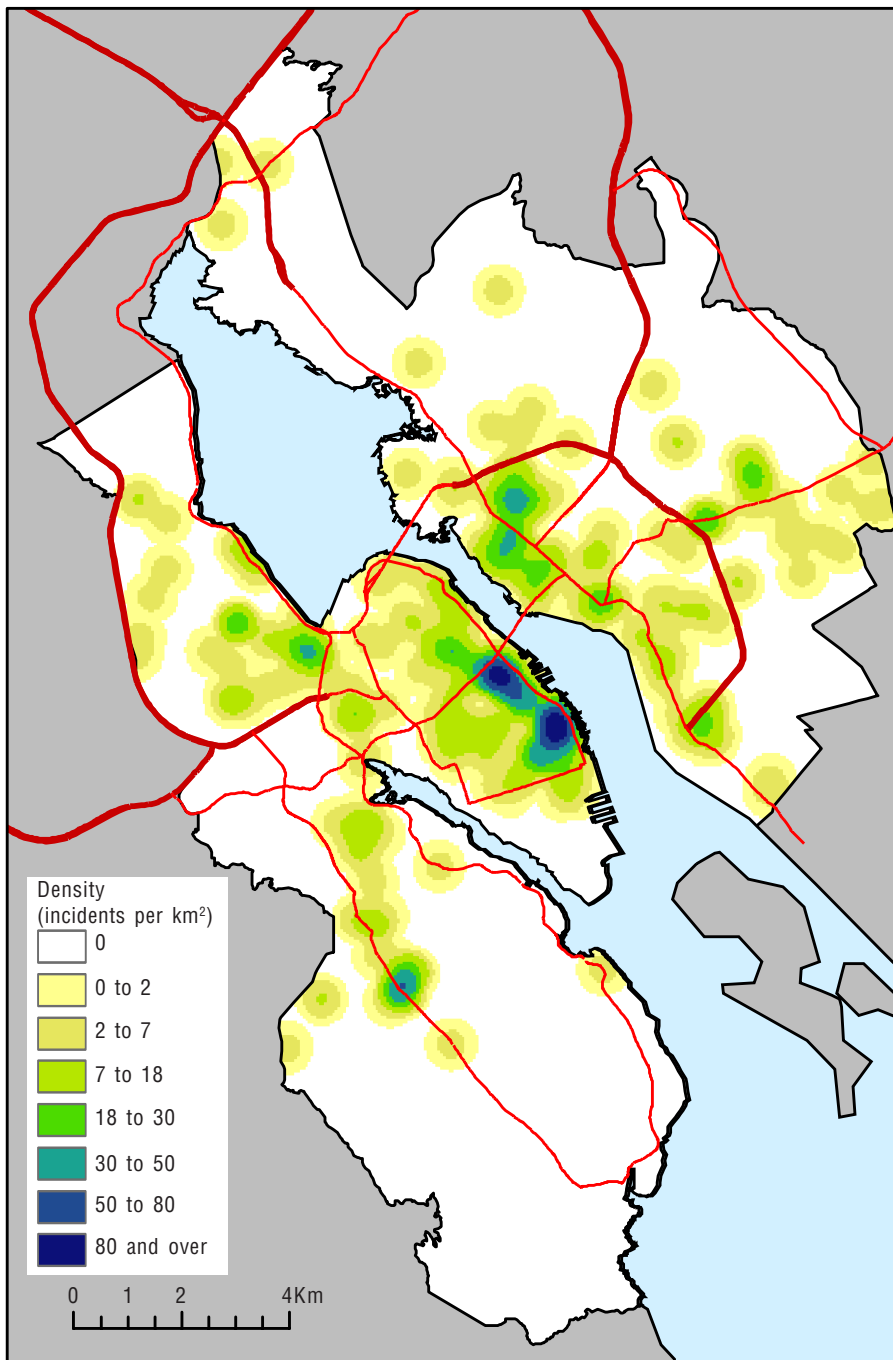 Density
(incidents per km²)
0
0 to 2
2 to 7
7 to 18
18 to 30
30 to 50
50 to 80
80 and over
0 1 2 4Km